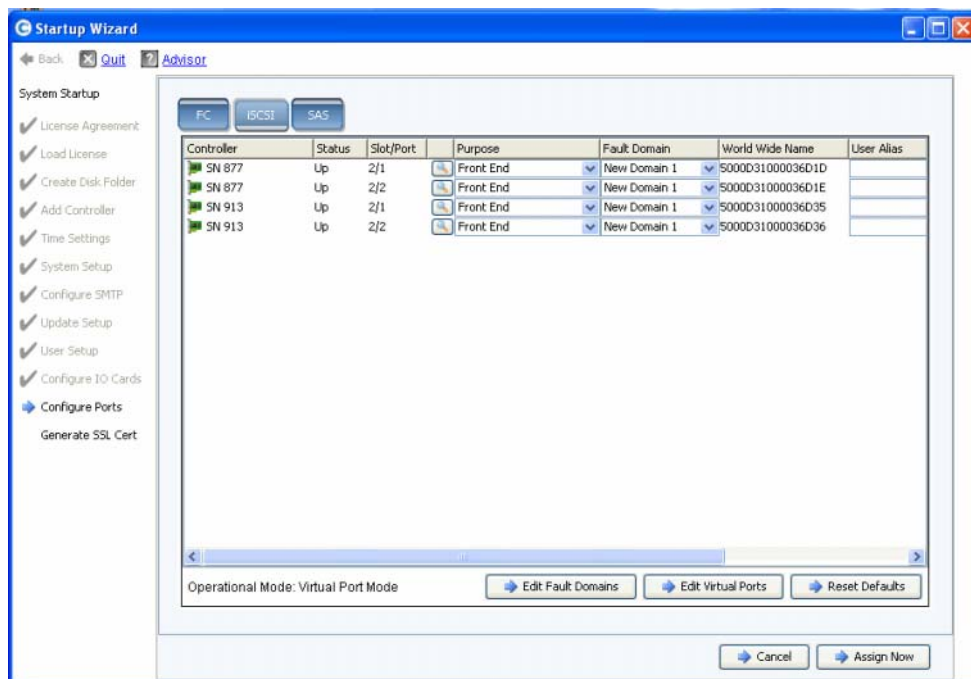 Startup Wizard
Back Quit Advisor
System Startup
License Agreement
Load License
Create Disk Folder
Add Controller
Time Settings
System Setup
Configure SMTP
Update Setup
User Setup
Configure IO Cards
Configure Ports
Generate SSL Cert
FC iSCSI SAS
Controller Status Slot/Port Purpose Fault Domain World Wide Name User Alias
SN 877 Up 2/1 Front End New Domain 1 5000D31000036D1D
SN 877 Up 2/2 Front End New Domain 1 5000D31000036D1E
SN 913 Up 2/1 Front End New Domain 1 5000D31000036D35
SN 913 Up 2/2 Front End New Domain 1 5000D31000036D36
Operational Mode: Virtual Port Mode Edit Fault Domains Edit Virtual Ports Reset Defaults
Cancel Assign Now